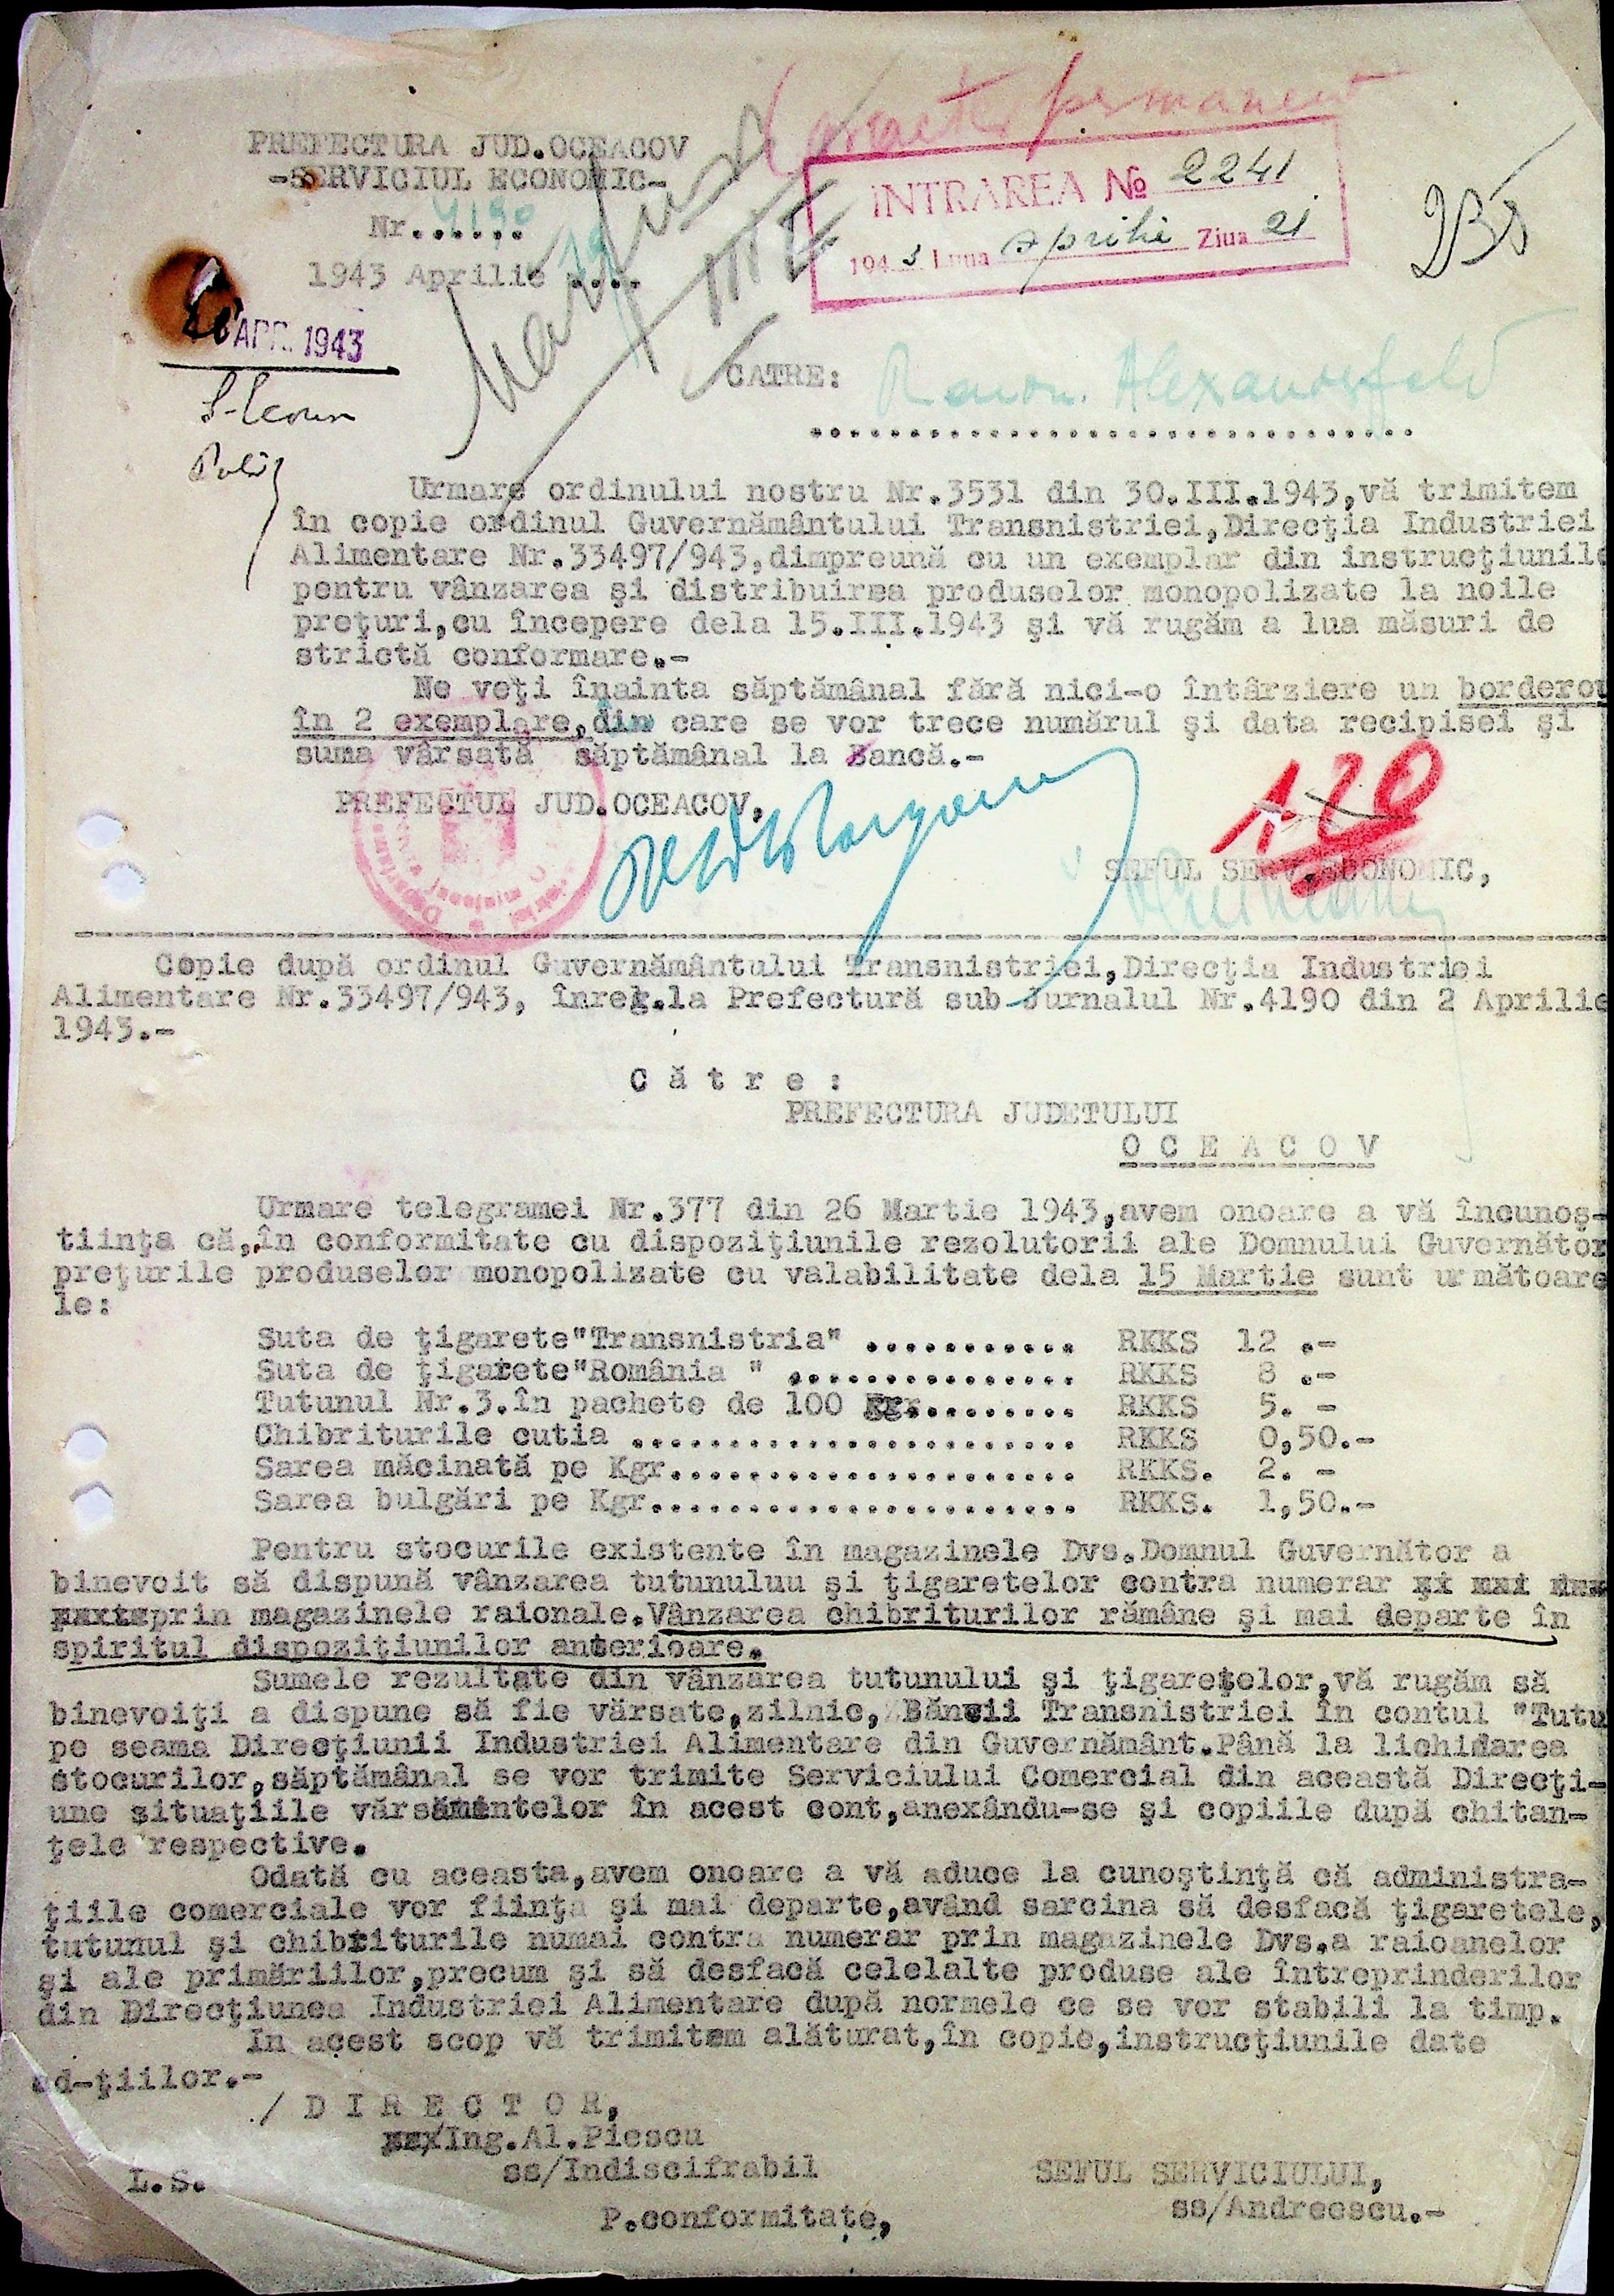 Caracter permanent
PREFECTURA JUD.OCEACOV
-SERVICIUL ECONOMIC-
Nr. 4190
1943 Aprilie 19
INTRAREA No 2241
1943 Luna Aprilie Ziua 21
APR. 1943
CATRE: Raion. Alexanderfeld
Urmare ordinului nostru Nr.3531 din 30.III.1943,vă trimitem
în copie ordinul Guvernământului Transnistriei,Direcţia Industriei
Alimentare Nr.33497/943,dimpreună cu un exemplar din instrucţiunile
pentru vânzarea şi distribuirea produselor monopolizate la noile
preţuri,cu începere dela 15.III.1943 şi vă rugăm a lua măsuri de
strictă conformare.-
Ne veţi înainta săptămânal fără nici-o întârziere un borderou
în 2 exemplare,din care se vor trece numărul şi data recipisei şi
suma vărsată săptămânal la Bancă.-
PREFECTUL JUD.OCEACOV,
120
SEFUL SERV.ECONOMIC,
Copie după ordinul Guvernământului Transnistriei,Direcţia Industriei
Alimentare Nr.33497/943, înreg.la Prefectură sub Jurnalul Nr.4190 din 2 Aprilie
1943.-
C ă t r e :
PREFECTURA JUDETULUI
O C E A C O V
Urmare telegramei Nr.377 din 26 Martie 1943,avem onoare a vă încunoş-
tiinţa că,în conformitate cu dispoziţiunile rezolutorii ale Domnului Guvernător
preţurile produselor monopolizate cu valabilitate dela 15 Martie sunt următoare
le:
Suta de ţigarete"Transnistria" ........... RKKS 12 .-
Suta de ţigarete"România " ............... RKKS 8 .-
Tutunul Nr.3.în pachete de 100 gr......... RKKS 5. -
Chibriturile cutia ....................... RKKS 0,50.-
Sarea măcinată pe Kgr..................... RKKS. 2. -
Sarea bulgări pe Kgr...................... RKKS. 1,50.-
Pentru stocurile existente în magazinele Dvs.Domnul Guvernător a
binevoit să dispună vânzarea tutunuluu şi ţigaretelor contra numerar
prin magazinele raionale.Vânzarea chibriturilor rămâne şi mai departe în
spiritul dispoziţiunilor anterioare.
Sumele rezultate din vânzarea tutunului şi ţigaretelor,vă rugăm să
binevoiţi a dispune să fie vărsate,zilnic, Băncii Transnistriei în contul "Tutu
pe seama Direcţiunii Industriei Alimentare din Guvernământ.Până la lichidarea
stocurilor,săptămânal se vor trimite Serviciului Comercial din această Direcţi-
une situaţiile vărsămintelor în acest cont,anexându-se şi copiile după chitan-
ţele respective.
Odată cu aceasta,avem onoare a vă aduce la cunoştinţă că administra-
ţiile comerciale vor fiinţa şi mai departe,având sarcina să desfacă ţigaretele,
tutunul şi chibriturile numai contra numerar prin magazinele Dvs.a raioanelor
şi ale primăriilor,precum şi să desfacă celelalte produse ale întreprinderilor
din Direcţiunea Industriei Alimentare după normele ce se vor stabili la timp.
In acest scop vă trimitem alăturat,în copie,instrucţiunile date
ad-ţiilor.-
/ D I R E C T O R,
Ing.Al.Piescu
ss/Indiscifrabil
L.S.
SEFUL SERVICIULUI,
ss/Andreescu.-
P.conformitate,